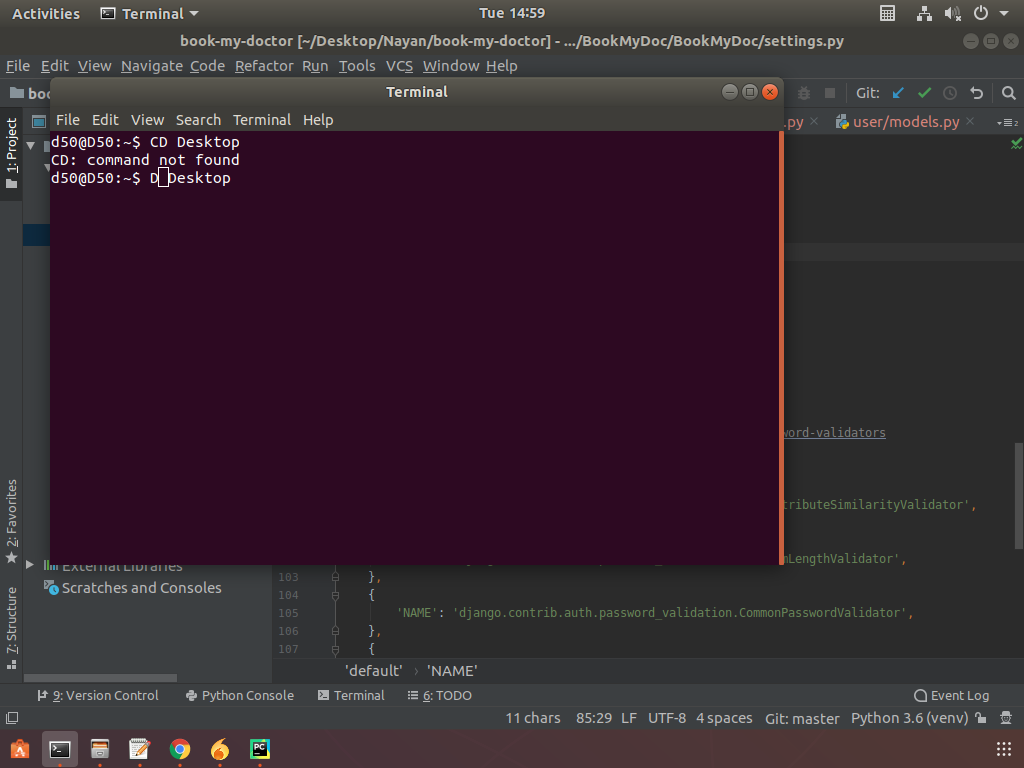 Activities Terminal Tue 14:59
book-my-doctor [~/Desktop/Nayan/book-my-doctor] - .../BookMyDoc/BookMyDoc/settings.py
File Edit View Navigate Code Refactor Run Tools VCS Window Help
boo Git:
Terminal
File Edit View Search Terminal Help
.py user/models.py
1: Project
d50@D50:~$ CD Desktop
CD: command not found
d50@D50:~$ D Desktop
word-validators
2: Favorites
tributeSimilarityValidator',
mLengthValidator',
External Libraries
Scratches and Consoles
7: Structure
103 },
104 {
105 'NAME': 'django.contrib.auth.password_validation.CommonPasswordValidator',
106 },
107 {
'default' › 'NAME'
9: Version Control Python Console Terminal 6: TODO Event Log
11 chars 85:29 LF UTF-8 4 spaces Git: master Python 3.6 (venv)
PC